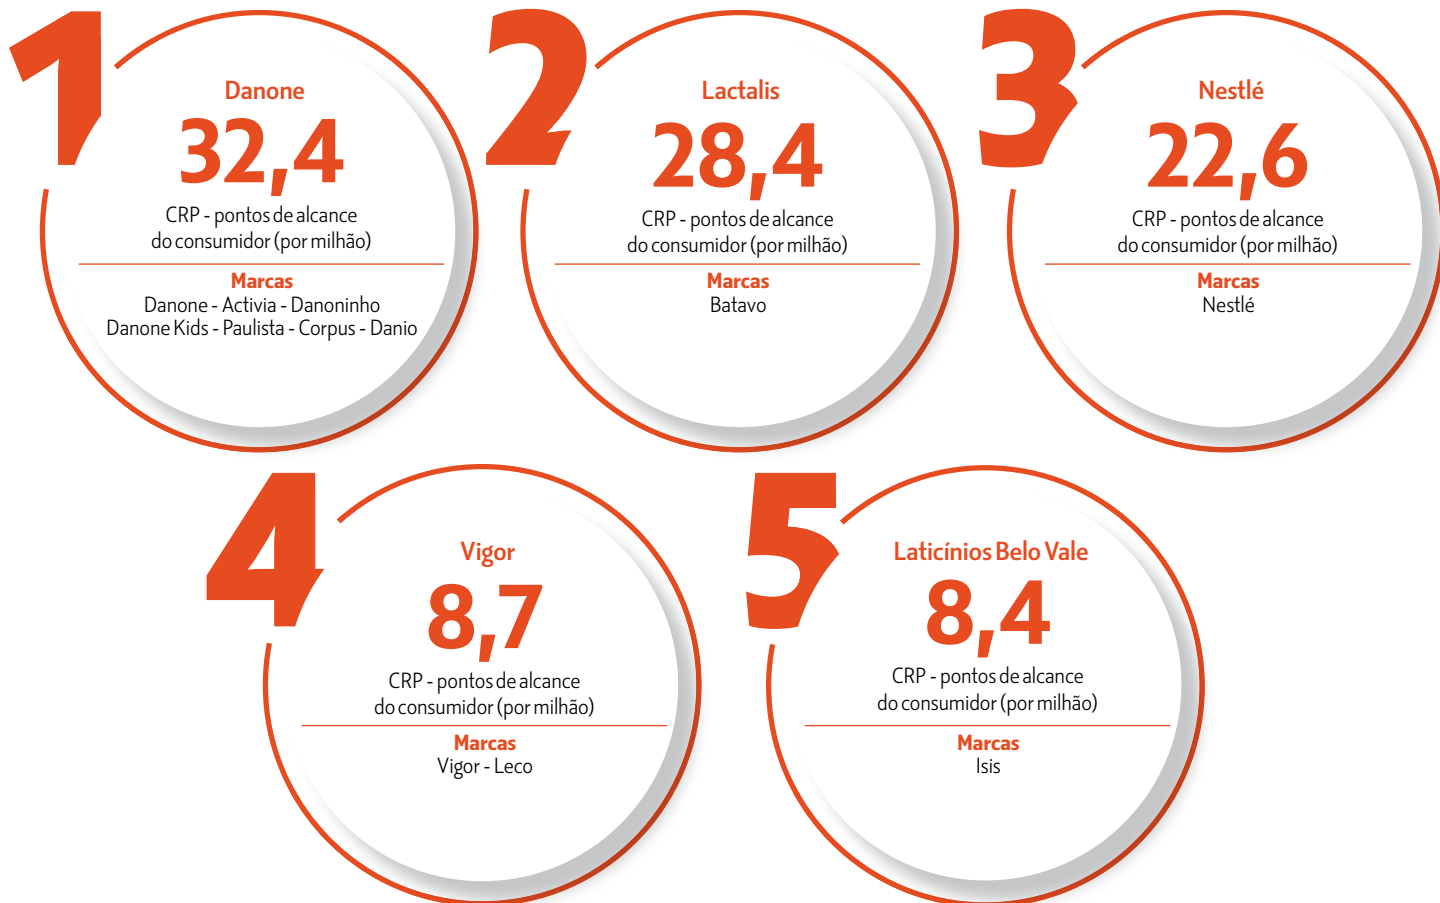 1
Danone
32,4
CRP - pontos de alcance
do consumidor (por milhão)
Marcas
Danone - Activia - Danoninho
Danone Kids - Paulista - Corpus - Danio
2
Lactalis
28,4
CRP - pontos de alcance
do consumidor (por milhão)
Marcas
Batavo
3
Nestlé
22,6
CRP - pontos de alcance
do consumidor (por milhão)
Marcas
Nestlé
4
Vigor
8,7
CRP - pontos de alcance
do consumidor (por milhão)
Marcas
Vigor - Leco
5
Laticínios Belo Vale
8,4
CRP - pontos de alcance
do consumidor (por milhão)
Marcas
Isis